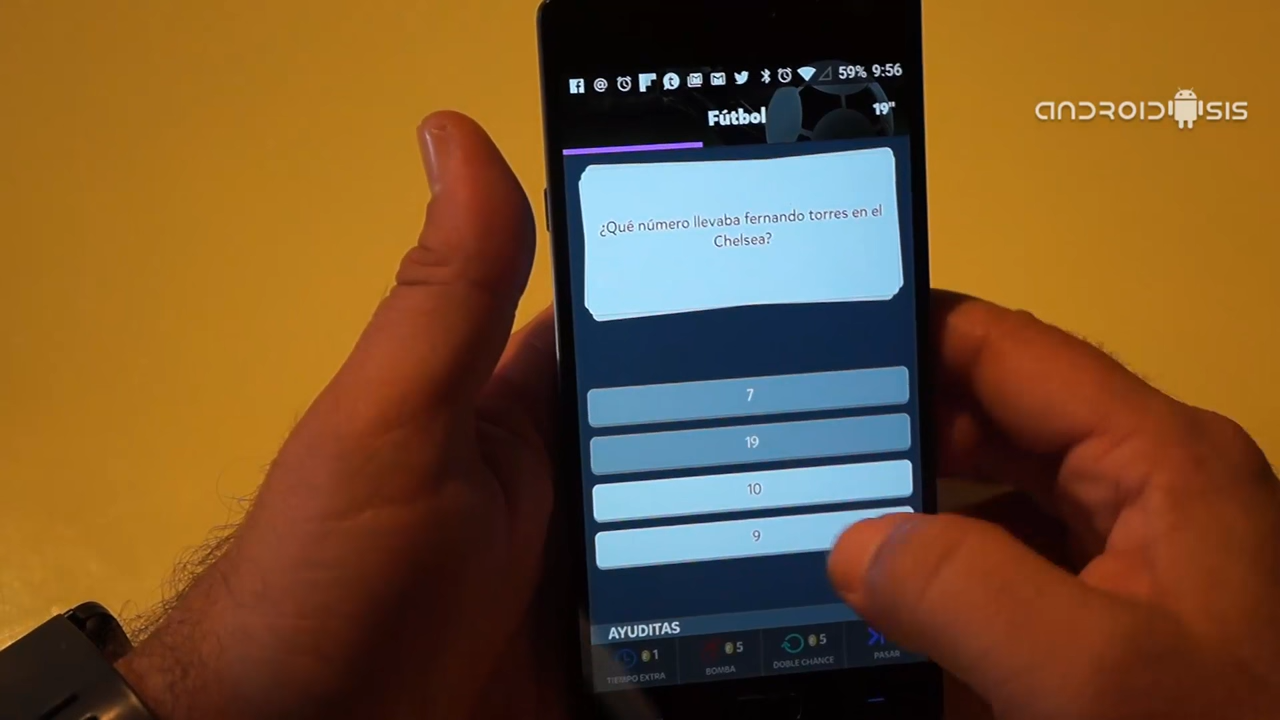 59% 9:56
Fútbol
19"
ANDROIDSIS
¿Qué número llevaba fernando torres en el
Chelsea?
7
19
10
9
AYUDITAS
1
5
5
TIEMPO EXTRA
BOMBA
DOBLE CHANCE
PASAR